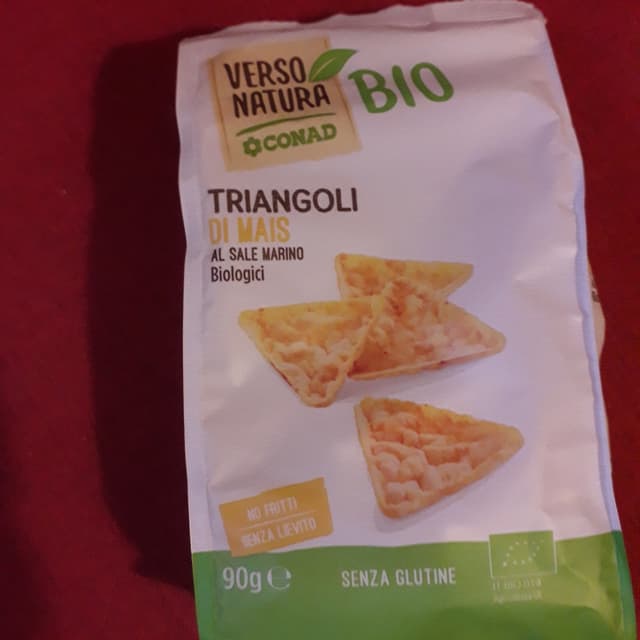 VERSO
NATURA
CONAD
BIO
TRIANGOLI
DI MAIS
AL SALE MARINO
Biologici
NO FRITTI
SENZA LIEVITO
90g e
SENZA GLUTINE